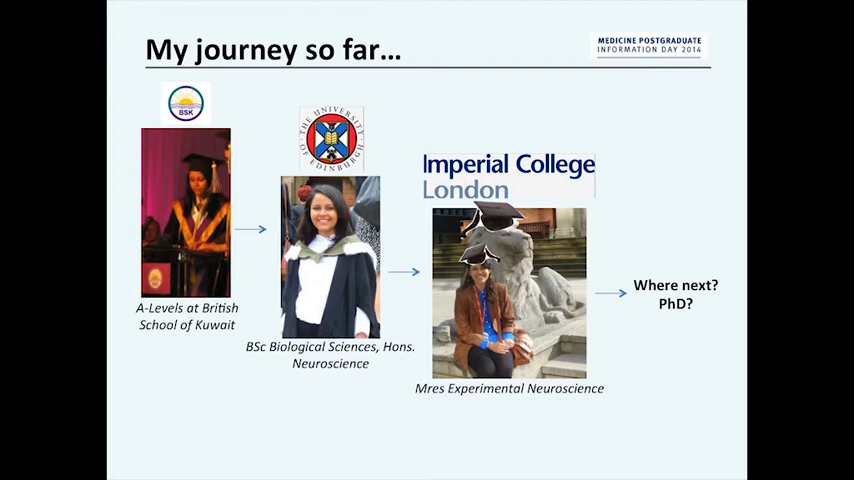 My journey so far...
MEDICINE POSTGRADUATE
INFORMATION DAY 2014
BSK
THE UNIVERSITY OF EDINBURGH
Imperial College
London
A-Levels at British
School of Kuwait
BSc Biological Sciences, Hons.
Neuroscience
Mres Experimental Neuroscience
Where next?
PhD?